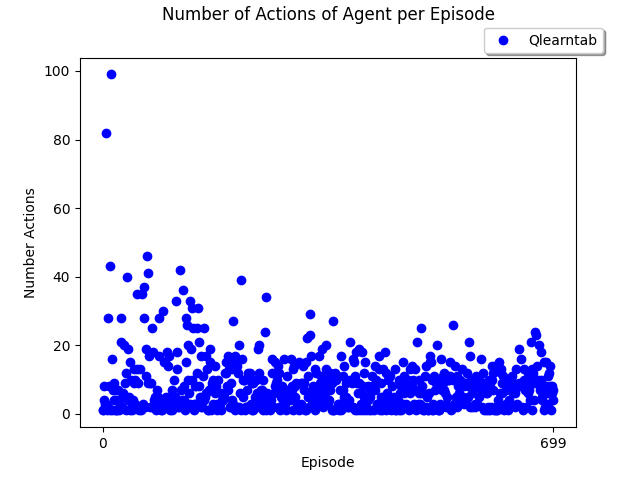 Number of Actions of Agent per Episode
Qlearntab
100
80
60
40
20
0
Number Actions
0
699
Episode